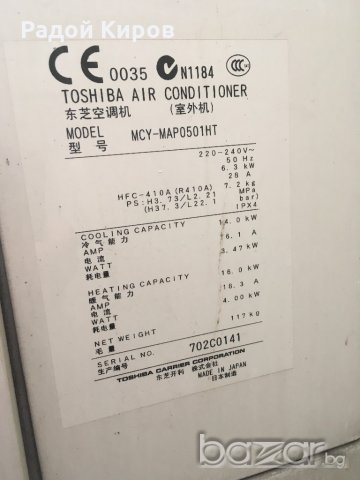 Радой Киров
CE 0035 N1184 CCC
TOSHIBA AIR CONDITIONER
东芝空调机 (室外机)
MODEL MCY-MAP0501HT
型号
220-240V~
50 Hz
6.3 kW
28 A
HFC-410A (R410A) 7.2 kg
PS:H3.73/L2.21 MPa
(H37.3/L22.1 bar)
(IPX4)
COOLING CAPACITY 14.0 kW
冷气能力
AMP 16.1 A
电流
WATT 3.47 kW
耗电量
HEATING CAPACITY 16.0 kW
暖气能力
AMP 18.3 A
电流
WATT 4.00 kW
耗电量
NET WEIGHT 117 kg
毛重
SERIAL NO. 702C0141
生产编号
TOSHIBA CARRIER CORPORATION
东芝开利 株式会社
MADE IN JAPAN
日本制造
bazar.bg